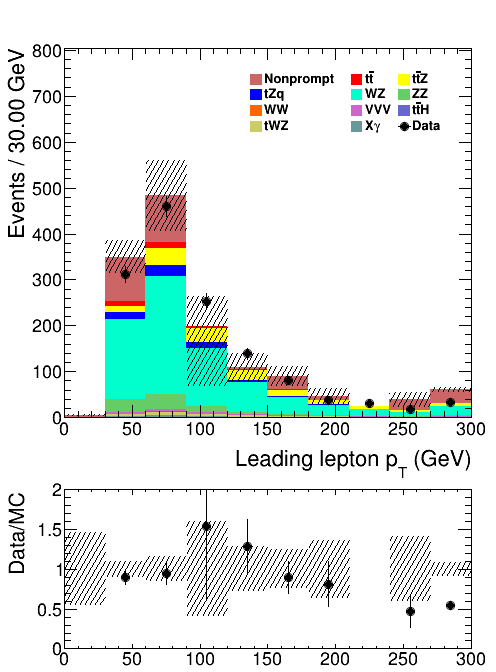 800
700
600
500
400
300
200
100
0
Events / 30.00 GeV
Nonprompt tt̄ tt̄Z
tZq WZ ZZ
WW VVV tt̄H
tWZ Xγ Data
0 50 100 150 200 250 300
Leading lepton p_T (GeV)
2
1.5
1
0.5
0
Data/MC
0 50 100 150 200 250 300